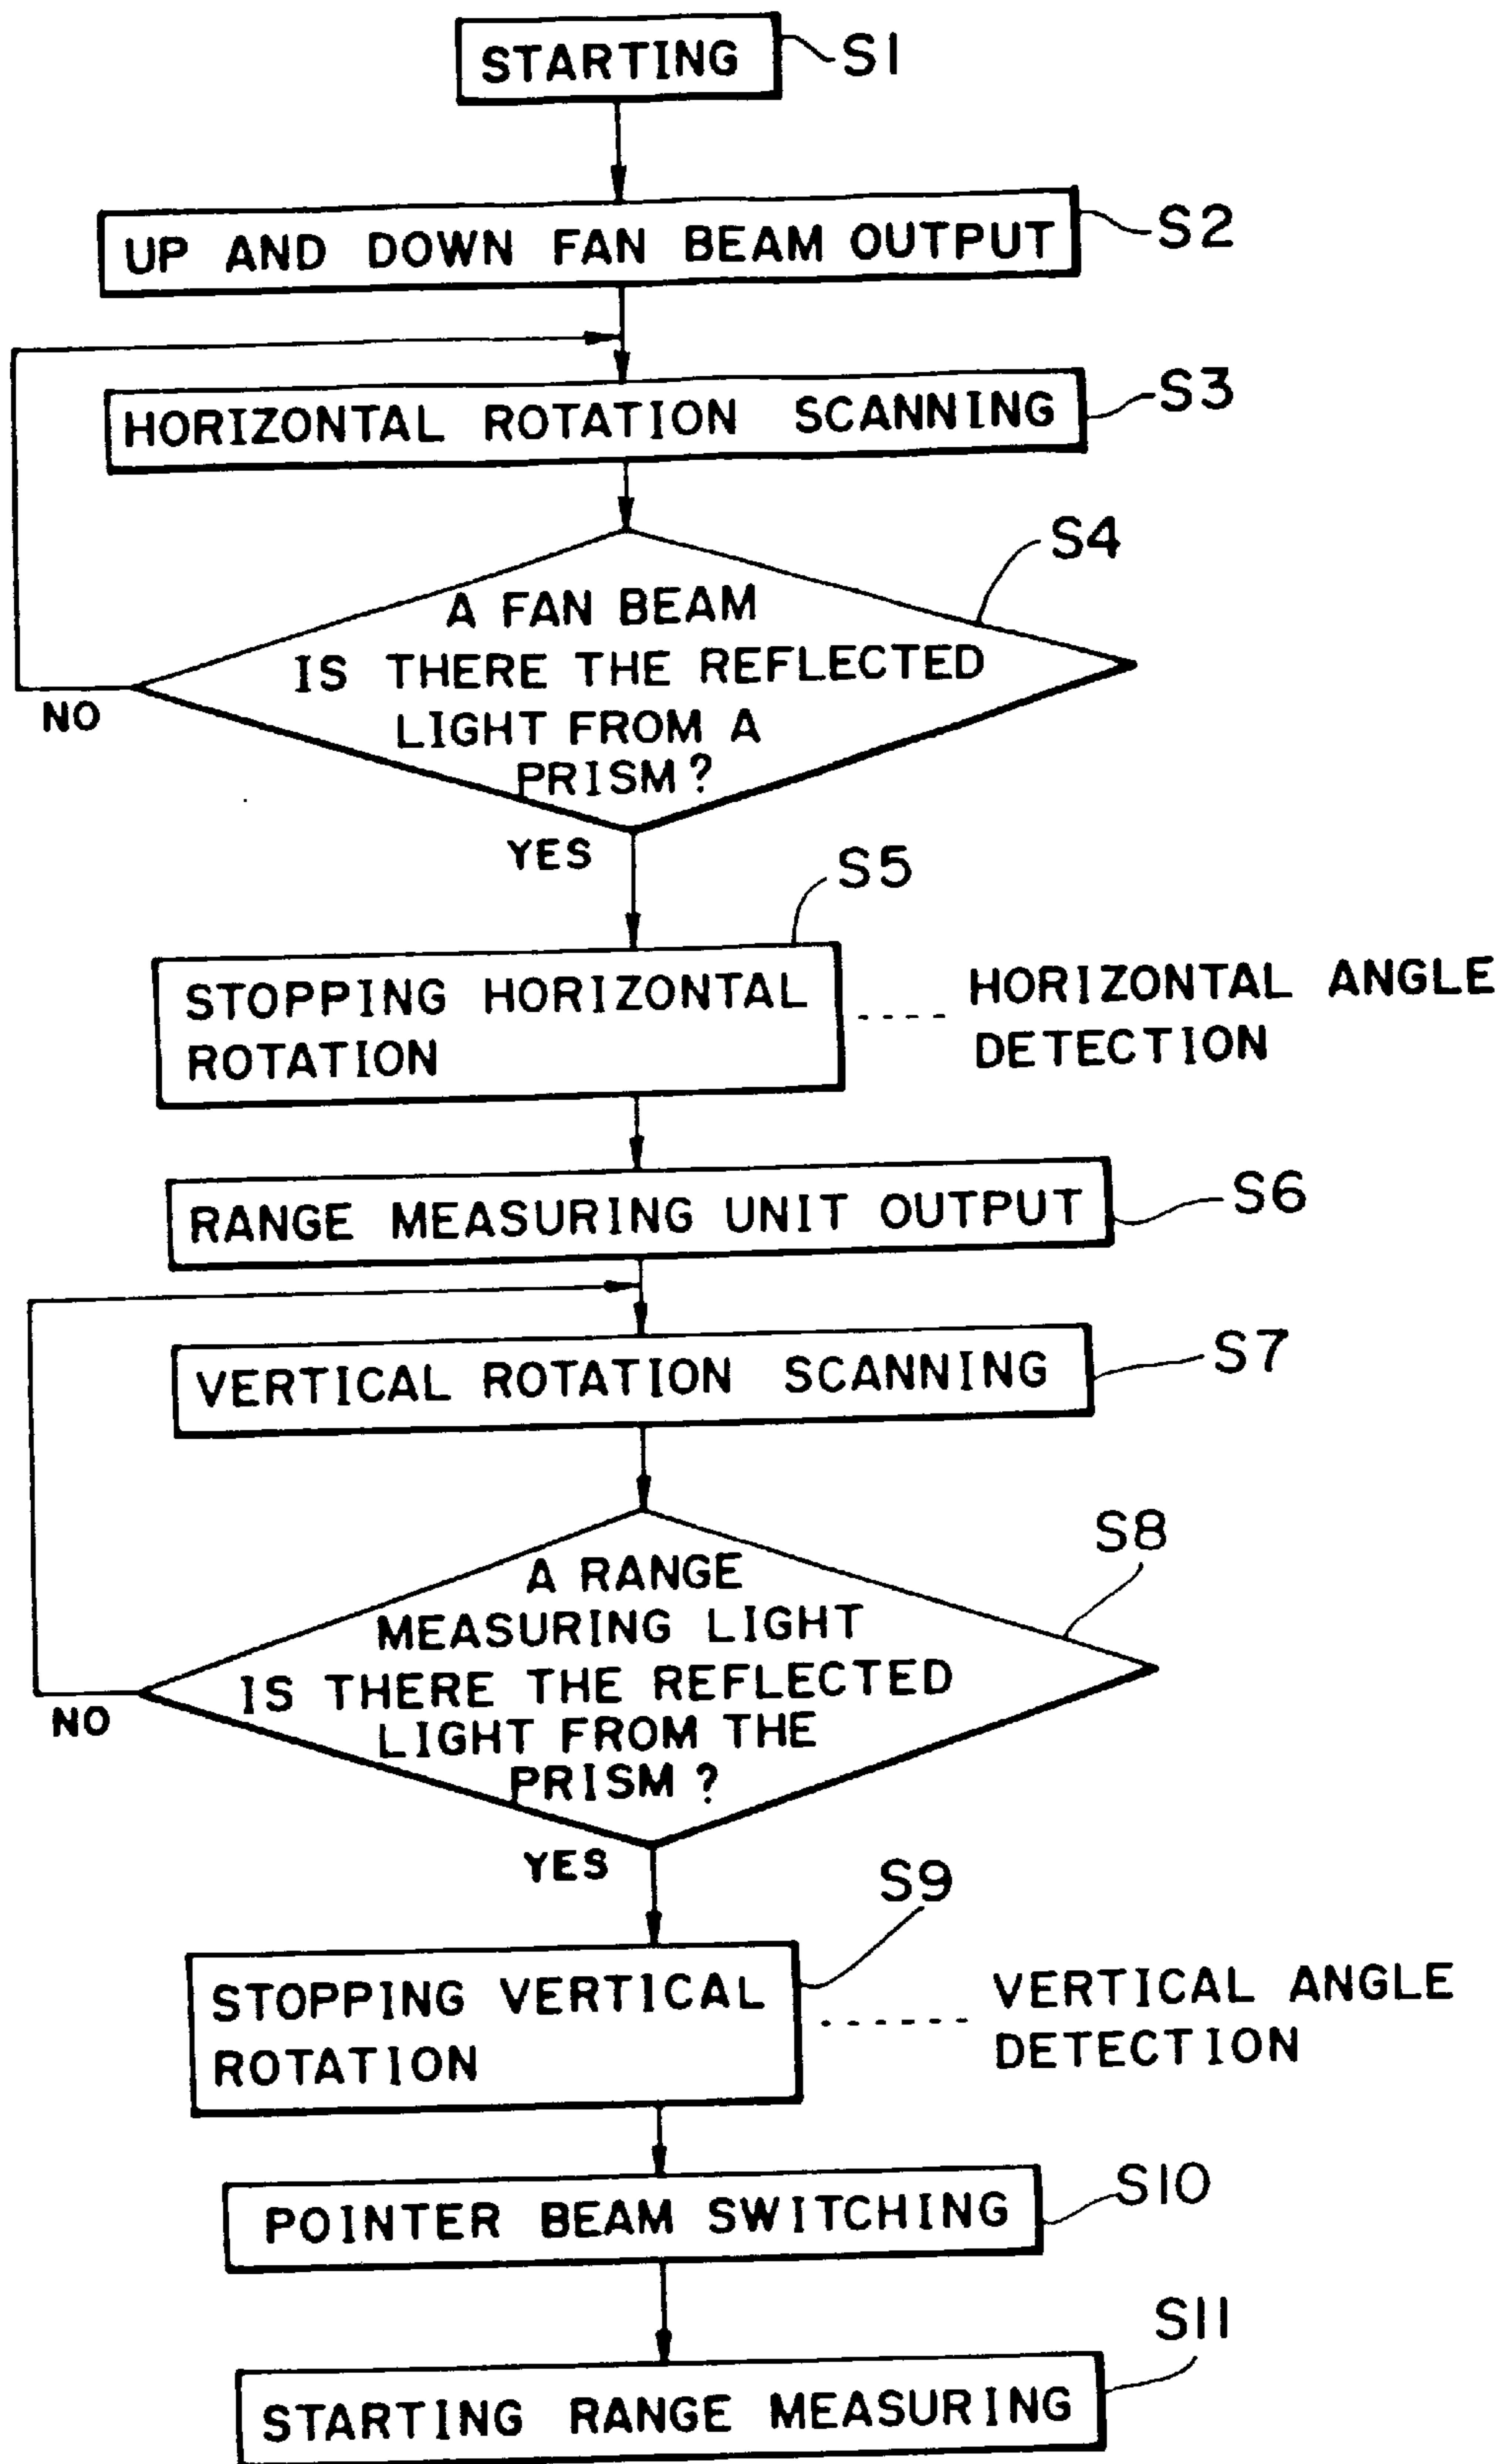 STARTING
S1
UP AND DOWN FAN BEAM OUTPUT
S2
HORIZONTAL ROTATION SCANNING
S3
S4
A FAN BEAM
IS THERE THE REFLECTED
LIGHT FROM A
PRISM?
NO
YES
S5
STOPPING HORIZONTAL
ROTATION
HORIZONTAL ANGLE
DETECTION
RANGE MEASURING UNIT OUTPUT
S6
VERTICAL ROTATION SCANNING
S7
S8
A RANGE
MEASURING LIGHT
IS THERE THE REFLECTED
LIGHT FROM THE
PRISM?
NO
YES
S9
STOPPING VERTICAL
ROTATION
VERTICAL ANGLE
DETECTION
POINTER BEAM SWITCHING
S10
S11
STARTING RANGE MEASURING